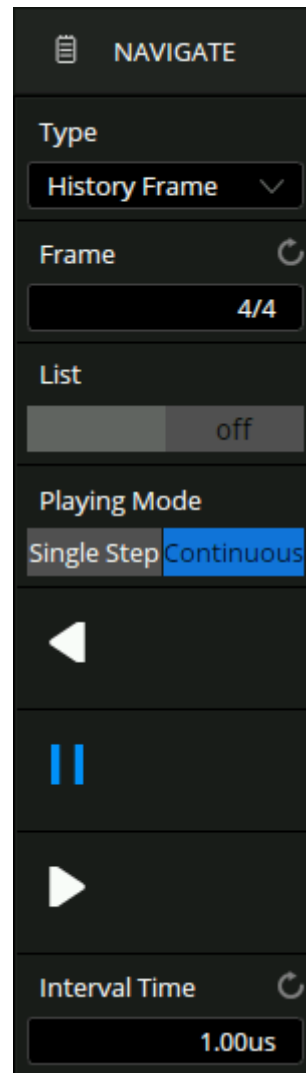 NAVIGATE
Type
History Frame
Frame
4/4
List
off
Playing Mode
Single Step Continuous
Interval Time
1.00us